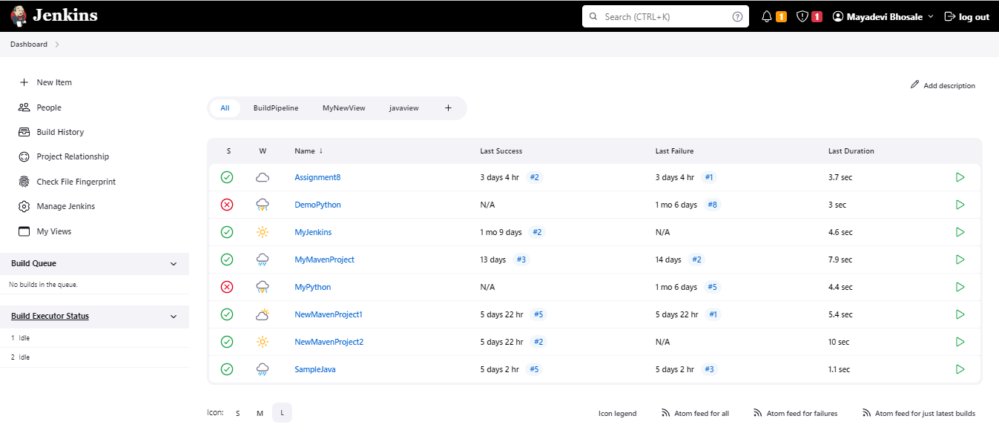 Jenkins
Search (CTRL+K)
1
1
Mayadevi Bhosale
log out
Dashboard
New Item
People
Build History
Project Relationship
Check File Fingerprint
Manage Jenkins
My Views
Build Queue
No builds in the queue.
Build Executor Status
1 Idle
2 Idle
Add description
All BuildPipeline MyNewView javaview +
S W Name ↓ Last Success Last Failure Last Duration
Assignment8 3 days 4 hr #2 3 days 4 hr #1 3.7 sec
DemoPython N/A 1 mo 6 days #8 3 sec
MyJenkins 1 mo 9 days #2 N/A 4.6 sec
MyMavenProject 13 days #3 14 days #2 7.9 sec
MyPython N/A 1 mo 6 days #5 4.4 sec
NewMavenProject1 5 days 22 hr #5 5 days 22 hr #1 5.4 sec
NewMavenProject2 5 days 22 hr #2 N/A 10 sec
SampleJava 5 days 2 hr #5 5 days 2 hr #3 1.1 sec
Icon: S M L
Icon legend Atom feed for all Atom feed for failures Atom feed for just latest builds